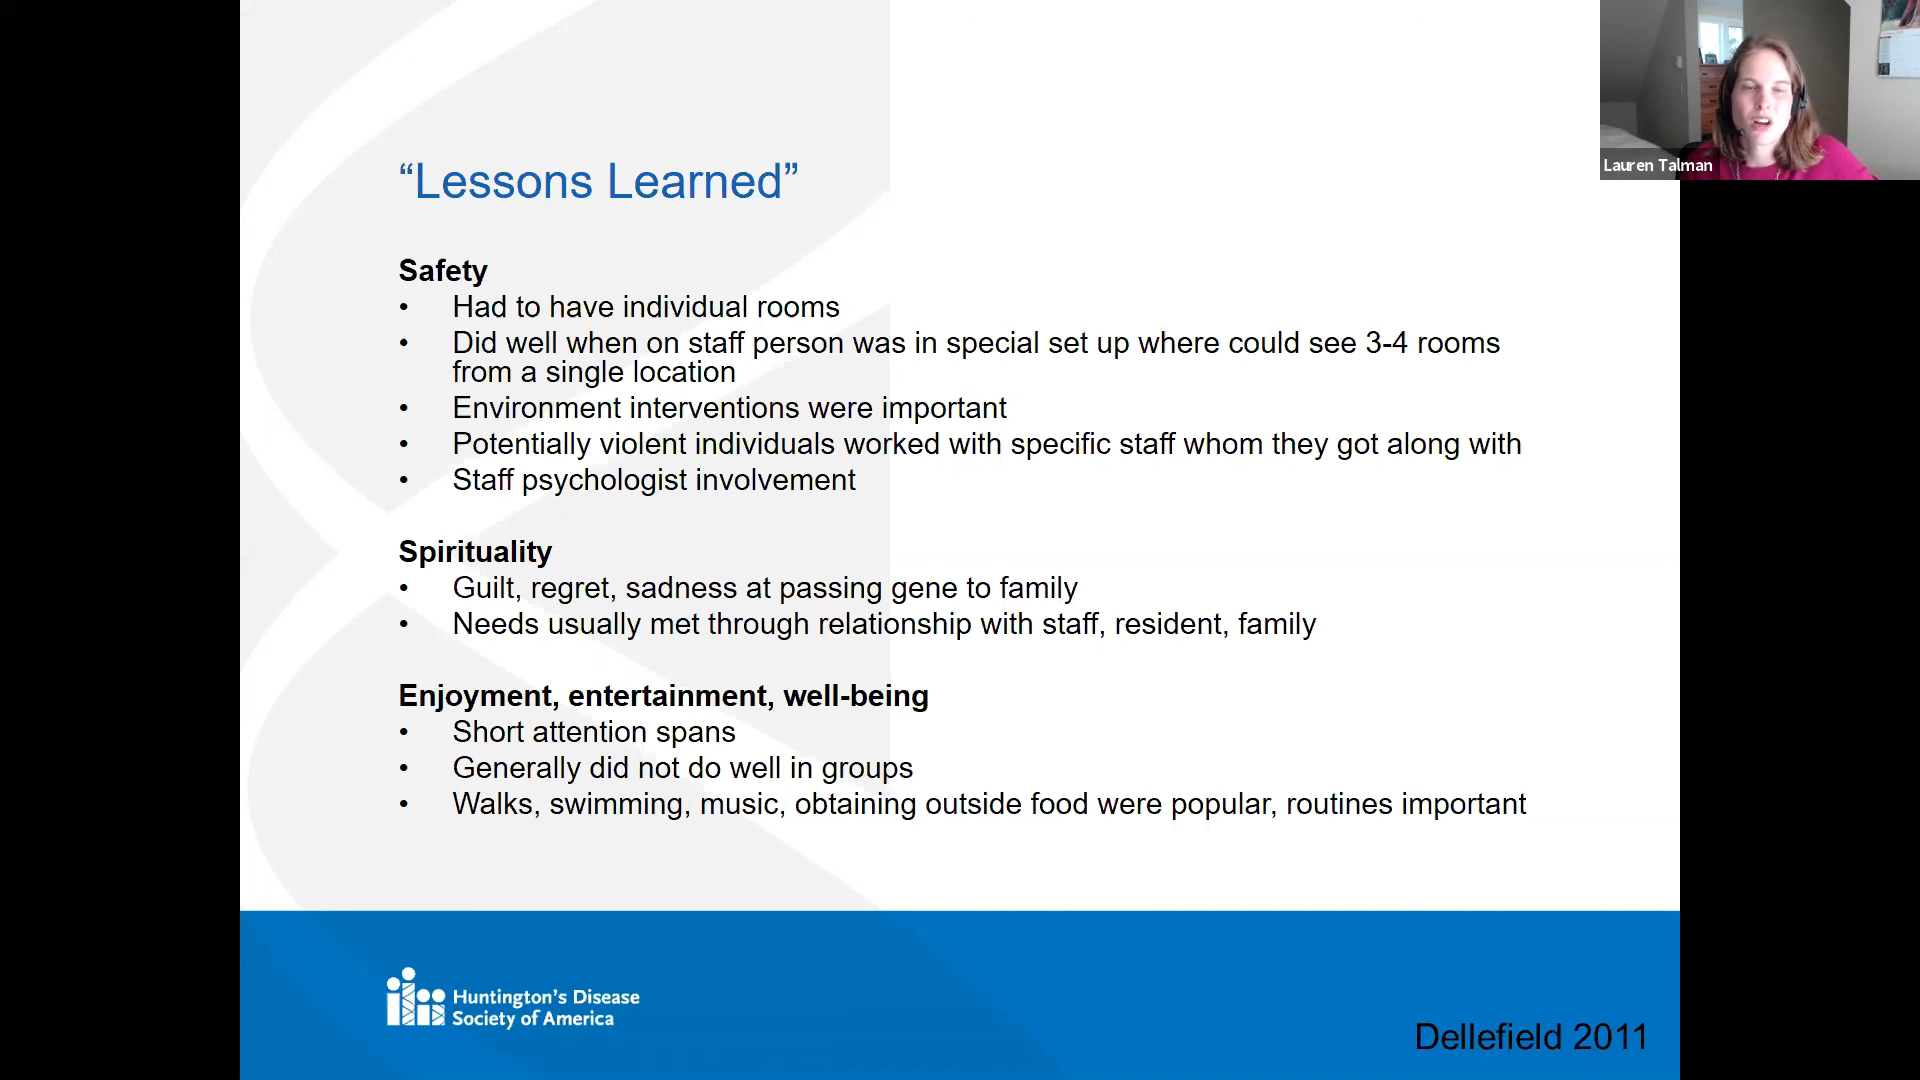 Lauren Talman
“Lessons Learned”
Safety
• Had to have individual rooms
• Did well when on staff person was in special set up where could see 3-4 rooms
from a single location
• Environment interventions were important
• Potentially violent individuals worked with specific staff whom they got along with
• Staff psychologist involvement
Spirituality
• Guilt, regret, sadness at passing gene to family
• Needs usually met through relationship with staff, resident, family
Enjoyment, entertainment, well-being
• Short attention spans
• Generally did not do well in groups
• Walks, swimming, music, obtaining outside food were popular, routines important
Huntington’s Disease
Society of America
Dellefield 2011